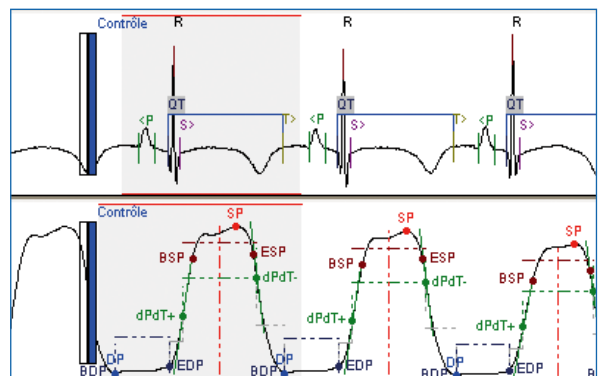 Contrôle R R R
QT QT QT
<P S> T> <P S> T> <P S>
Contrôle
SP SP SP
BSP ESP BSP ESP BSP
dPdT- dPdT-
dPdT+ dPdT+ dPdT+
DP DP DP
BDP EDP BDP EDP BDP EDP